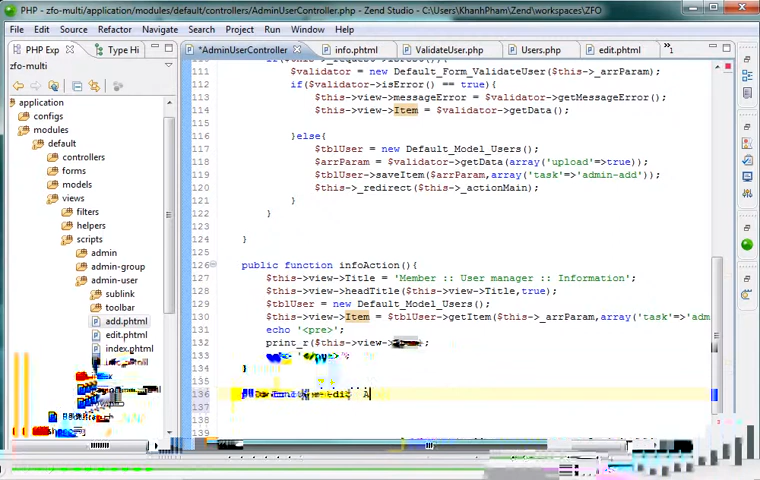 PHP - zfo-multi/application/modules/default/controllers/AdminUserController.php - Zend Studio - C:\Users\KhanhPham\Zend\workspaces\ZFO
File Edit Source Refactor Navigate Search Project Run Window Help
PHP Exp Type Hi
*AdminUserController info.phtml ValidateUser.php Users.php edit.phtml 1
zfo-multi
application
configs
modules
default
controllers
forms
models
views
filters
helpers
scripts
admin
admin-group
admin-user
sublink
toolbar
add.phtml
edit.phtml
index.phtml
111 $validator = new Default_Form_ValidateUser($this->_arrParam);
112 if($validator->isError() == true){
113 $this->view->messageError = $validator->getMessageError();
114 $this->view->Item = $validator->getData();
115
116 }else{
117 $tblUser = new Default_Model_Users();
118 $arrParam = $validator->getData(array('upload'=>true));
119 $tblUser->saveItem($arrParam,array('task'=>'admin-add'));
120 $this->_redirect($this->_actionMain);
121 }
122 }
123
124 }
125
126 public function infoAction(){
127 $this->view->Title = 'Member :: User manager :: Information';
128 $this->view->headTitle($this->view->Title,true);
129 $tblUser = new Default_Model_Users();
130 $this->view->Item = $tblUser->getItem($this->_arrParam,array('task'=>'adm
131 echo '<pre>';
132 print_r($this->view->
133
134 }
135
136
137
138
139